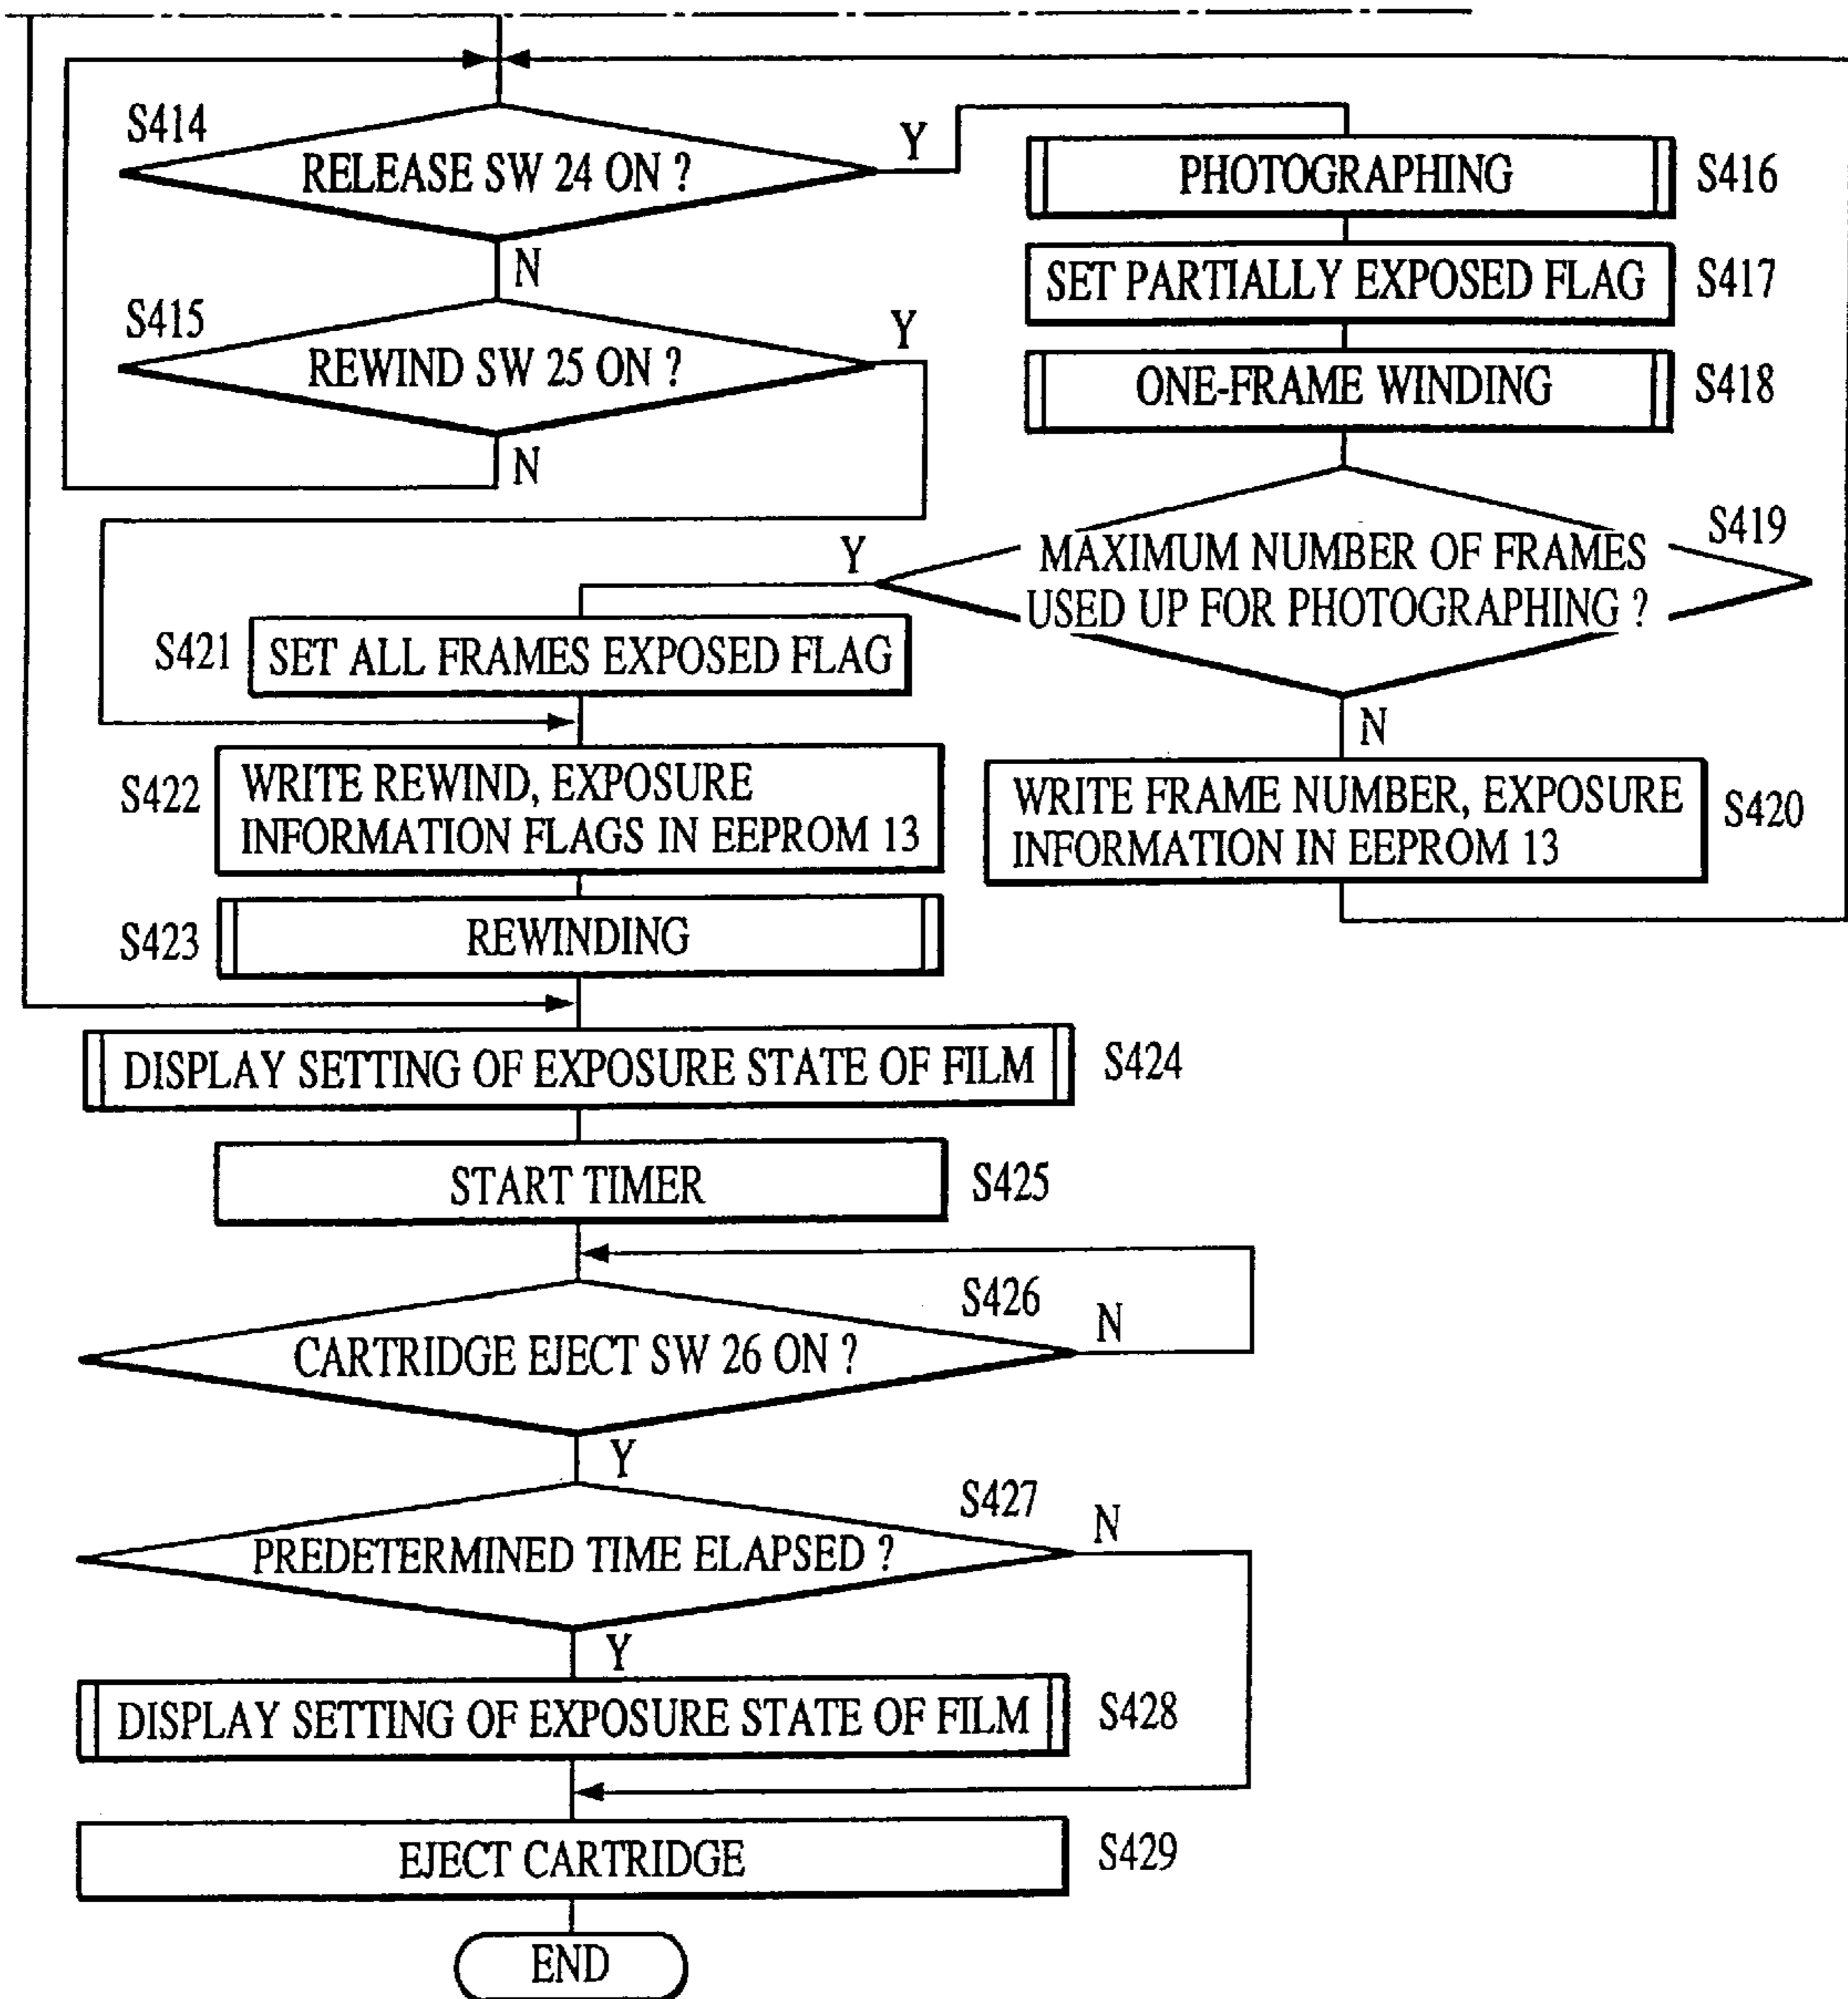 S414
RELEASE SW 24 ON ?
Y
N
S415
REWIND SW 25 ON ?
Y
N
PHOTOGRAPHING
S416
SET PARTIALLY EXPOSED FLAG
S417
ONE-FRAME WINDING
S418
S419
MAXIMUM NUMBER OF FRAMES
USED UP FOR PHOTOGRAPHING ?
Y
N
WRITE FRAME NUMBER, EXPOSURE
INFORMATION IN EEPROM 13
S420
S421
SET ALL FRAMES EXPOSED FLAG
S422
WRITE REWIND, EXPOSURE
INFORMATION FLAGS IN EEPROM 13
S423
REWINDING
DISPLAY SETTING OF EXPOSURE STATE OF FILM
S424
START TIMER
S425
S426
CARTRIDGE EJECT SW 26 ON ?
N
Y
S427
PREDETERMINED TIME ELAPSED ?
N
Y
DISPLAY SETTING OF EXPOSURE STATE OF FILM
S428
EJECT CARTRIDGE
S429
END